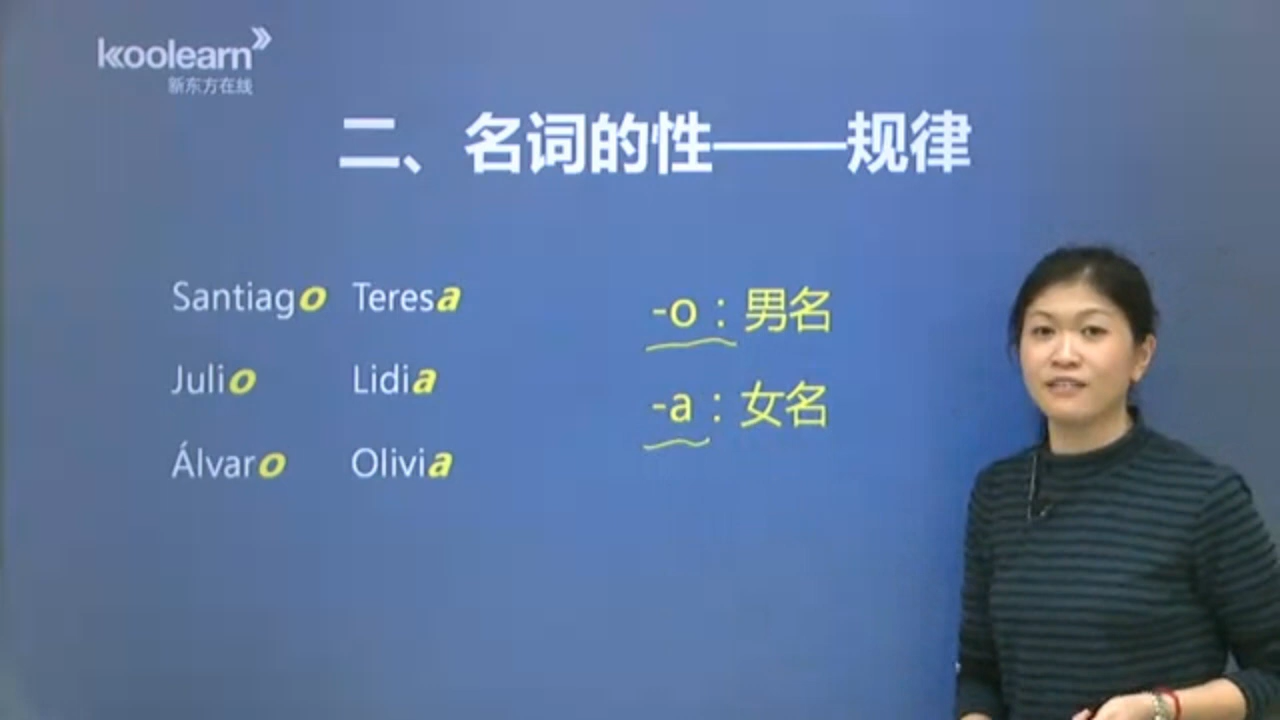 koolearn
新东方在线
二、名词的性——规律
Santiago Teresa
Julio Lidia
Álvaro Olivia
-o：男名
-a：女名